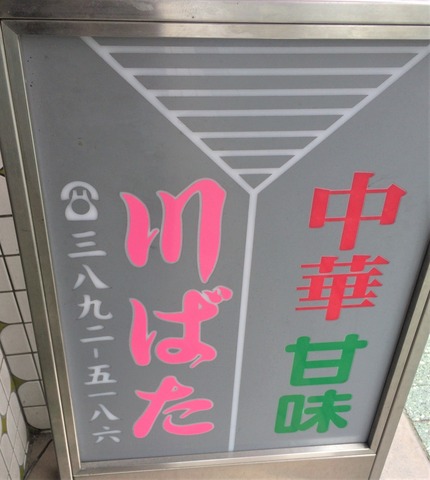 中華
甘味
川ばた
☎三八九二-五一八六